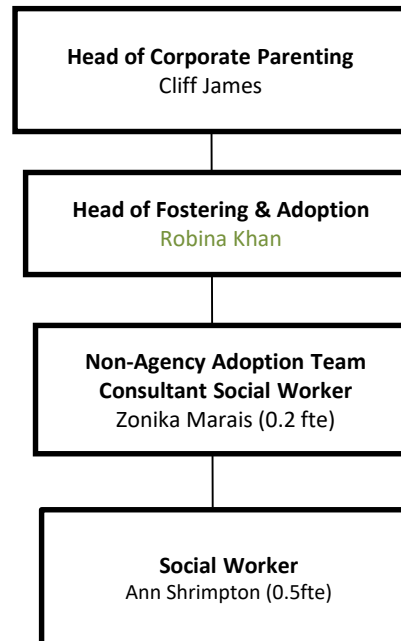 Head of Corporate Parenting
Cliff James
Head of Fostering & Adoption
Robina Khan
Non-Agency Adoption Team
Consultant Social Worker
Zonika Marais (0.2 fte)
Social Worker
Ann Shrimpton (0.5fte)